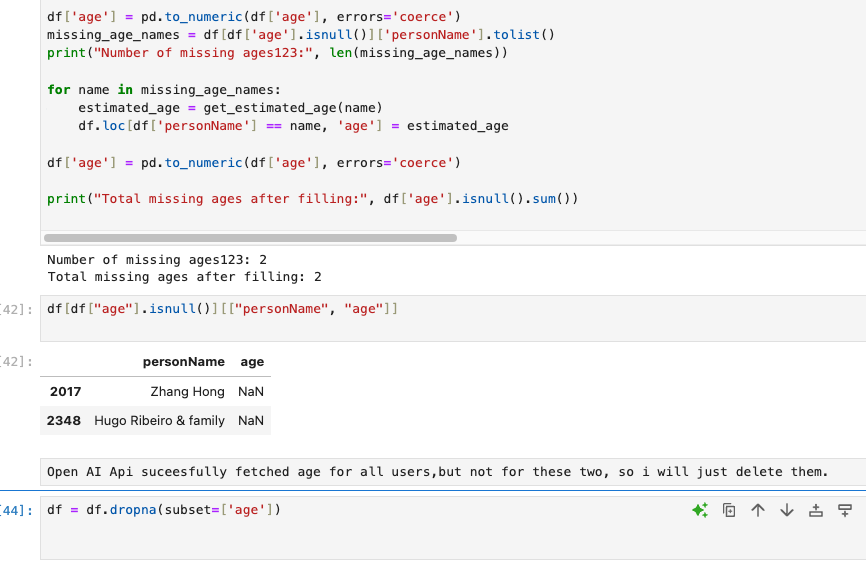 df['age'] = pd.to_numeric(df['age'], errors='coerce')
missing_age_names = df[df['age'].isnull()]['personName'].tolist()
print("Number of missing ages123:", len(missing_age_names))
for name in missing_age_names:
    estimated_age = get_estimated_age(name)
    df.loc[df['personName'] == name, 'age'] = estimated_age
df['age'] = pd.to_numeric(df['age'], errors='coerce')
print("Total missing ages after filling:", df['age'].isnull().sum())
Number of missing ages123: 2
Total missing ages after filling: 2
[42]: df[df["age"].isnull()][["personName", "age"]]
[42]:
personName age
2017 Zhang Hong NaN
2348 Hugo Ribeiro & family NaN
Open AI Api suceesfully fetched age for all users,but not for these two, so i will just delete them.
[44]: df = df.dropna(subset=['age'])